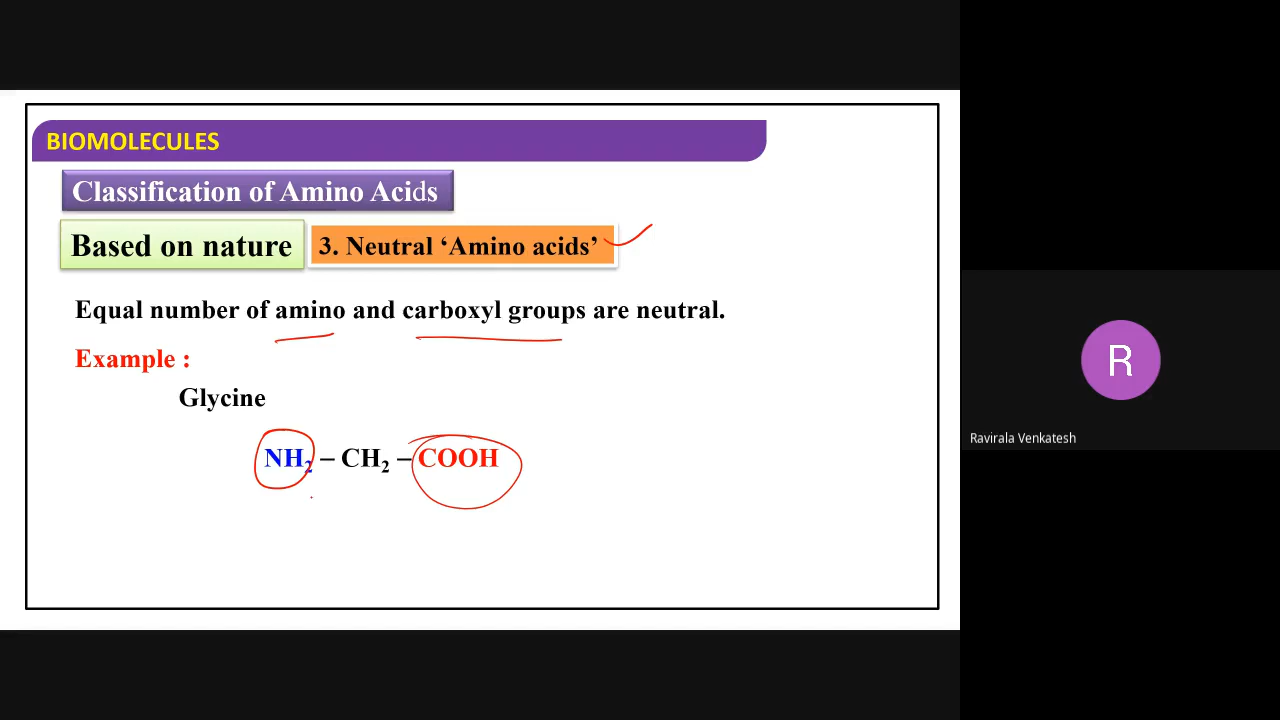 BIOMOLECULES
Classification of Amino Acids
Based on nature
3. Neutral ‘Amino acids’
Equal number of amino and carboxyl groups are neutral.
Example :
Glycine
NH₂ – CH₂ – COOH
R
Ravirala Venkatesh